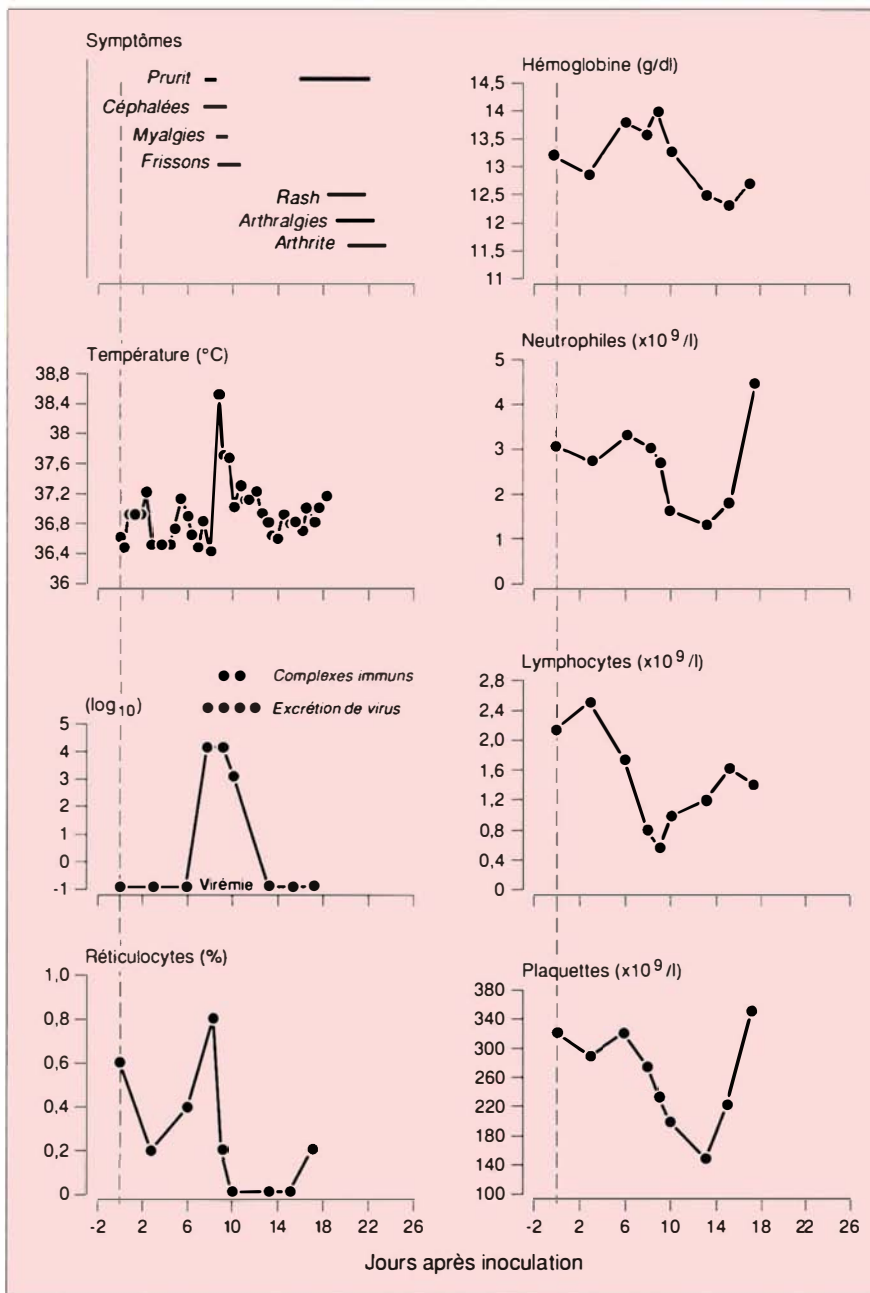 Symptômes
Prurit
Céphalées
Myalgies
Frissons
Rash
Arthralgies
Arthrite
Température (°C)
38,8
38,4
38
37,6
37,2
36,8
36,4
36
Complexes immuns
Excrétion de virus
(log10)
5
4
3
2
1
0
-1
Virémie
Réticulocytes (%)
1,0
0,8
0,6
0,4
0,2
0
-2 2 6 10 14 18 22 26
Hémoglobine (g/dl)
14,5
14
13,5
13
12,5
12
11,5
11
Neutrophiles (x10 9 /l)
5
4
3
2
1
0
Lymphocytes (x10 9 /l)
2,8
2,4
2,0
1,6
1,2
0,8
0,4
0
Plaquettes (x10 9 /l)
380
340
300
260
220
180
140
100
-2 2 6 10 14 18 22 26
Jours après inoculation